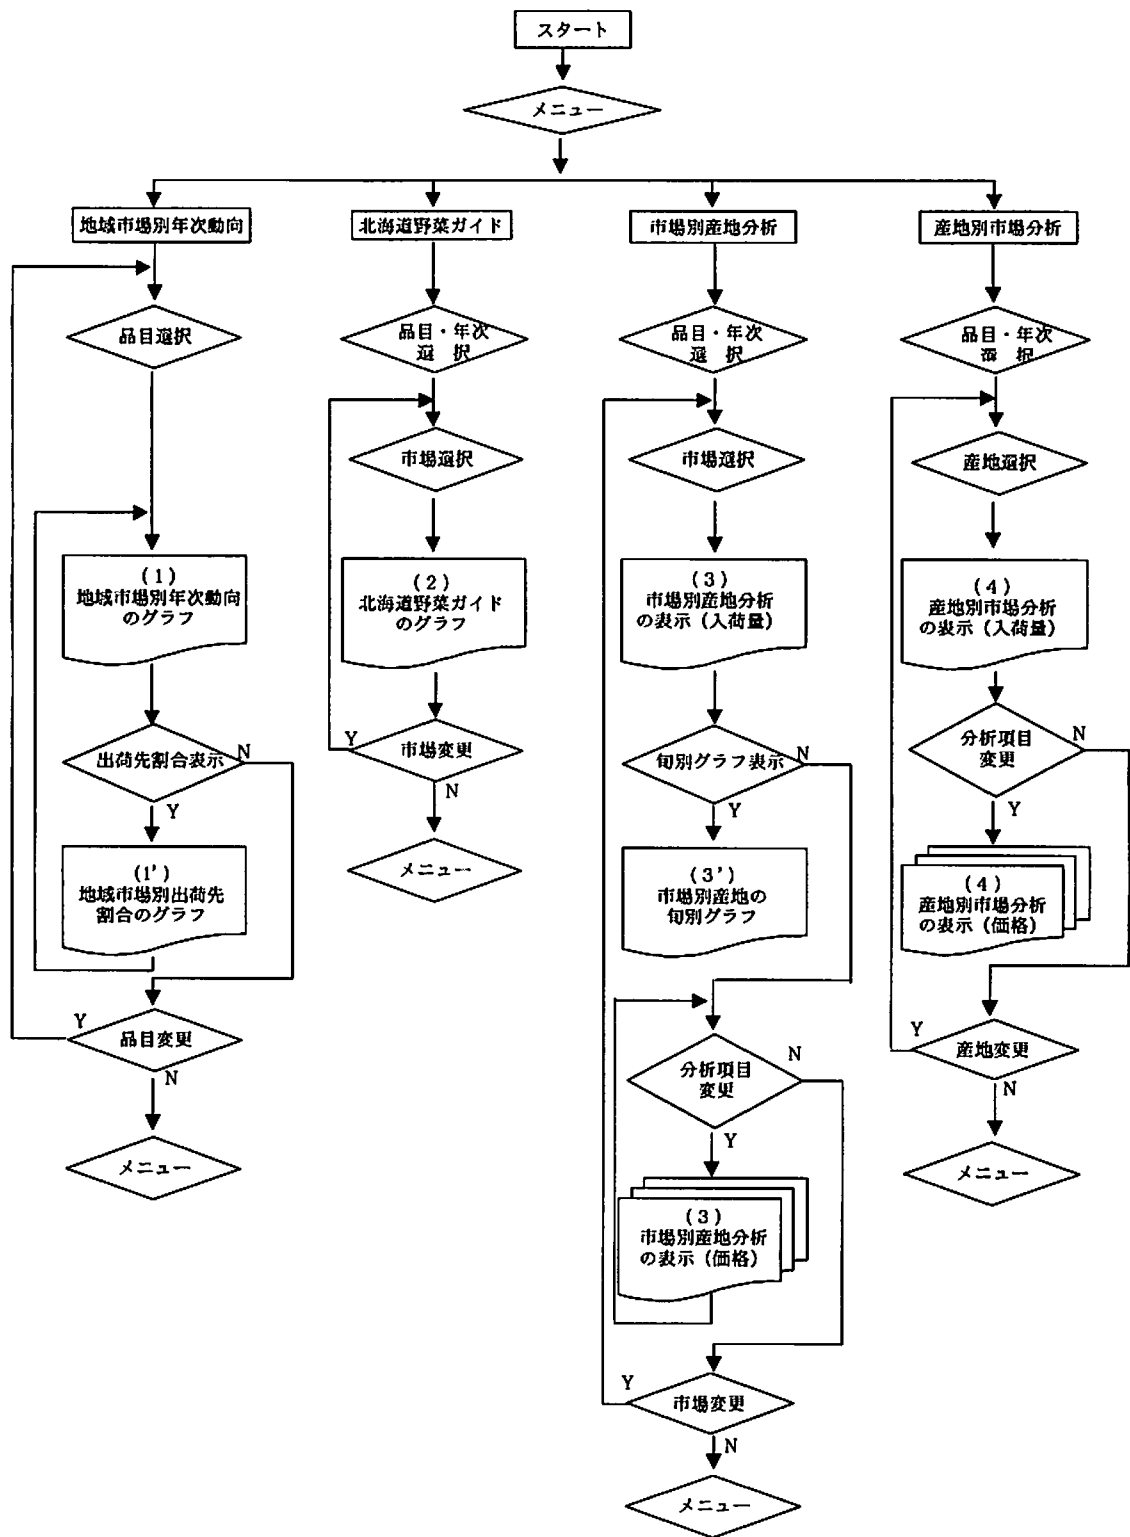 スタート
メニュー
地域市場別年次動向
北海道野菜ガイド
市場別産地分析
産地別市場分析
品目選択
品目・年次
選 択
品目・年次
選 択
品目・年次
選 択
市場選択
市場選択
産地選択
(1)
地域市場別年次動向
のグラフ
(2)
北海道野菜ガイド
のグラフ
(3)
市場別産地分析
の表示(入荷量)
(4)
産地別市場分析
の表示(入荷量)
出荷先割合表示
N
Y
Y
市場変更
N
旬別グラフ表示
N
Y
分析項目
変更
N
Y
(1')
地域市場別出荷先
割合のグラフ
メニュー
(3')
市場別産地の
旬別グラフ
(4)
産地別市場分析
の表示(価格)
Y
品目変更
N
分析項目
変更
N
Y
Y
産地変更
N
メニュー
メニュー
(3)
市場別産地分析
の表示(価格)
Y
市場変更
N
メニュー